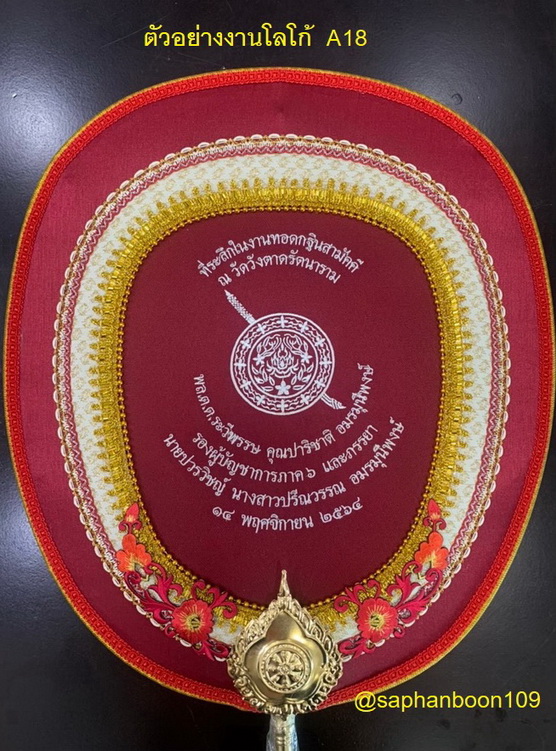 ตัวอย่างงานโลโก้ A18
ที่ระลึกในงานทอดกฐินสามัคคี
ณ วัดวังตาดรัตนาราม
พล.ต.ต.ระวีพรรษ คุณปาริชาติ อมรมุนีพงษ์
รองผู้บัญชาการภาค ๖ และภรรยา
นายปารวิชญ์ นางสาวปรีณวรรณ อมรมุนีพงษ์
๑๔ พฤศจิกายน ๒๕๖๔
@saphanboon109